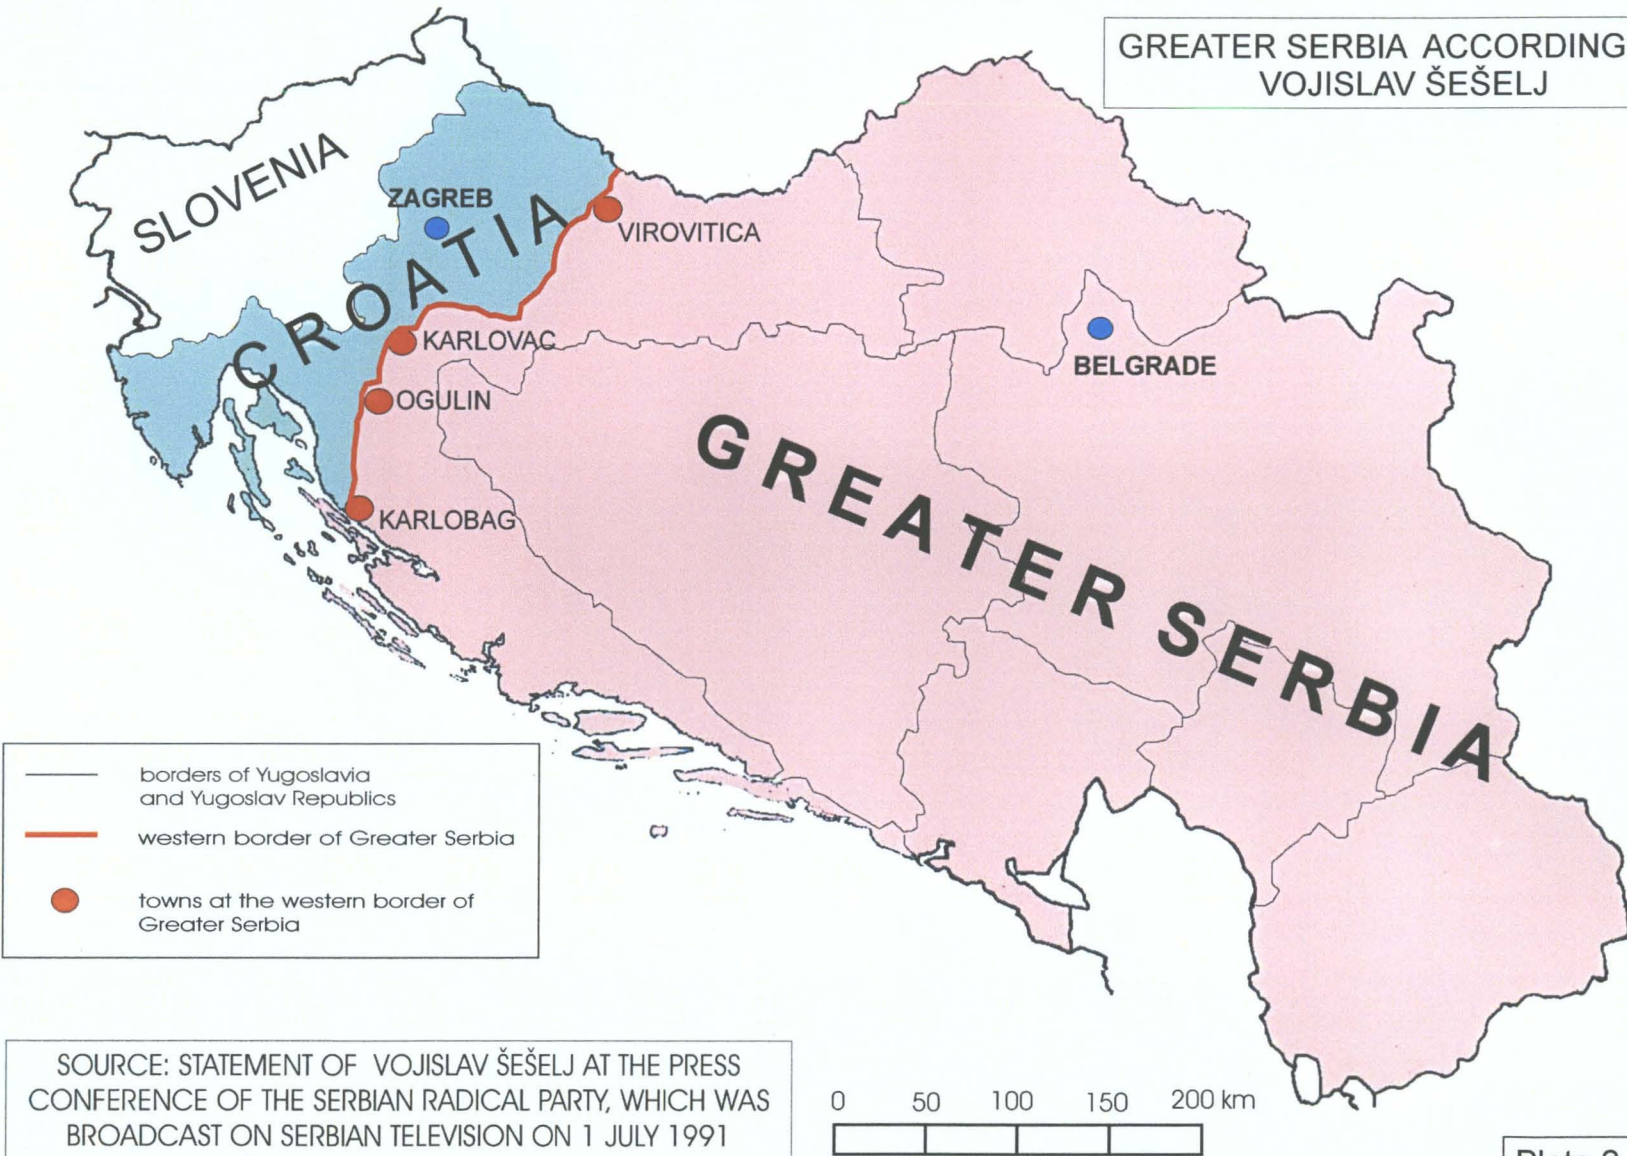 GREATER SERBIA ACCORDING
VOJISLAV ŠEŠELJ
SLOVENIA
ZAGREB
CROATIA
VIROVITICA
KARLOVAC
OGULIN
KARLOBAG
BELGRADE
GREATER SERBIA
borders of Yugoslavia
and Yugoslav Republics
western border of Greater Serbia
towns at the western border of
Greater Serbia
SOURCE: STATEMENT OF VOJISLAV ŠEŠELJ AT THE PRESS
CONFERENCE OF THE SERBIAN RADICAL PARTY, WHICH WAS
BROADCAST ON SERBIAN TELEVISION ON 1 JULY 1991
0 50 100 150 200 km